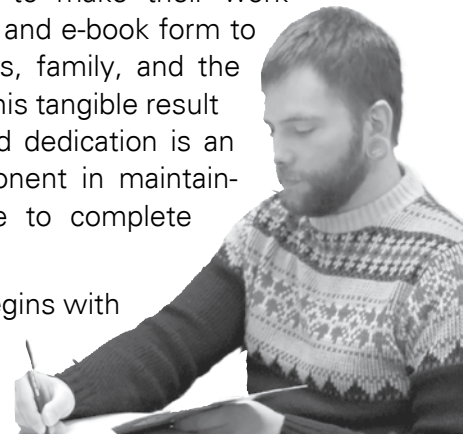 to make their work
and e-book form to
s, family, and the
his tangible result
d dedication is an
onent in maintain-
e to complete
egins with